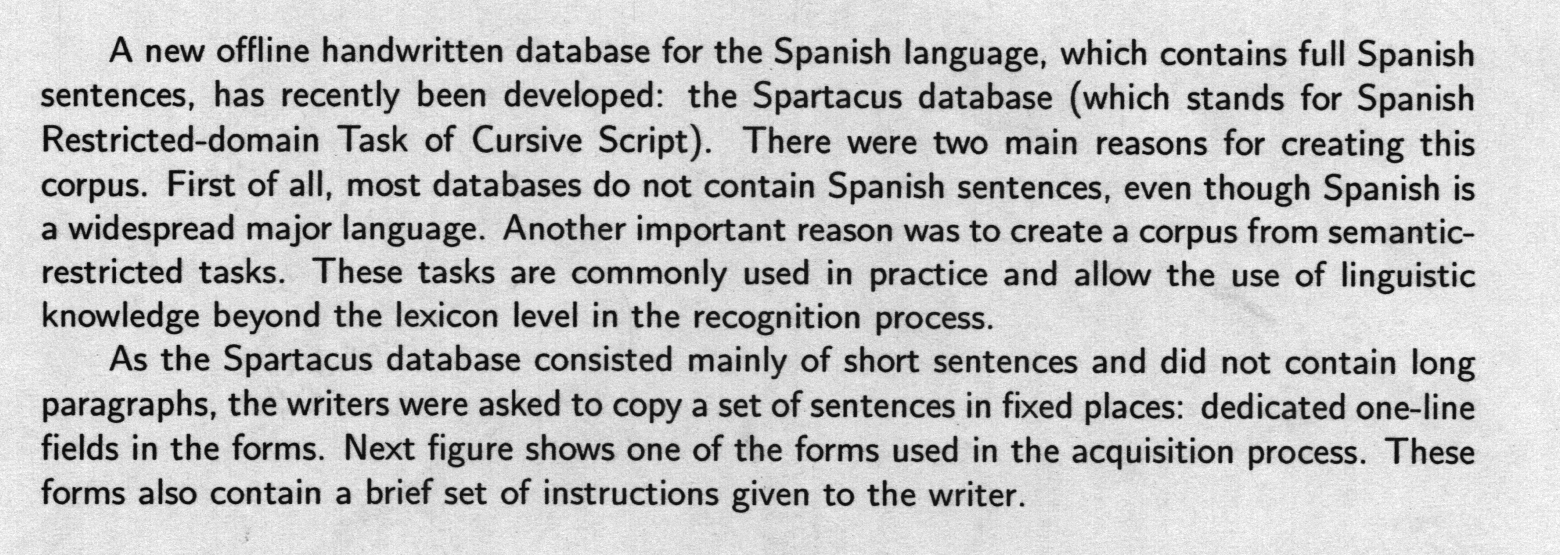 A new offline handwritten database for the Spanish language, which contains full Spanish
sentences, has recently been developed: the Spartacus database (which stands for Spanish
Restricted-domain Task of Cursive Script). There were two main reasons for creating this
corpus. First of all, most databases do not contain Spanish sentences, even though Spanish is
a widespread major language. Another important reason was to create a corpus from semantic-
restricted tasks. These tasks are commonly used in practice and allow the use of linguistic
knowledge beyond the lexicon level in the recognition process.
As the Spartacus database consisted mainly of short sentences and did not contain long
paragraphs, the writers were asked to copy a set of sentences in fixed places: dedicated one-line
fields in the forms. Next figure shows one of the forms used in the acquisition process. These
forms also contain a brief set of instructions given to the writer.